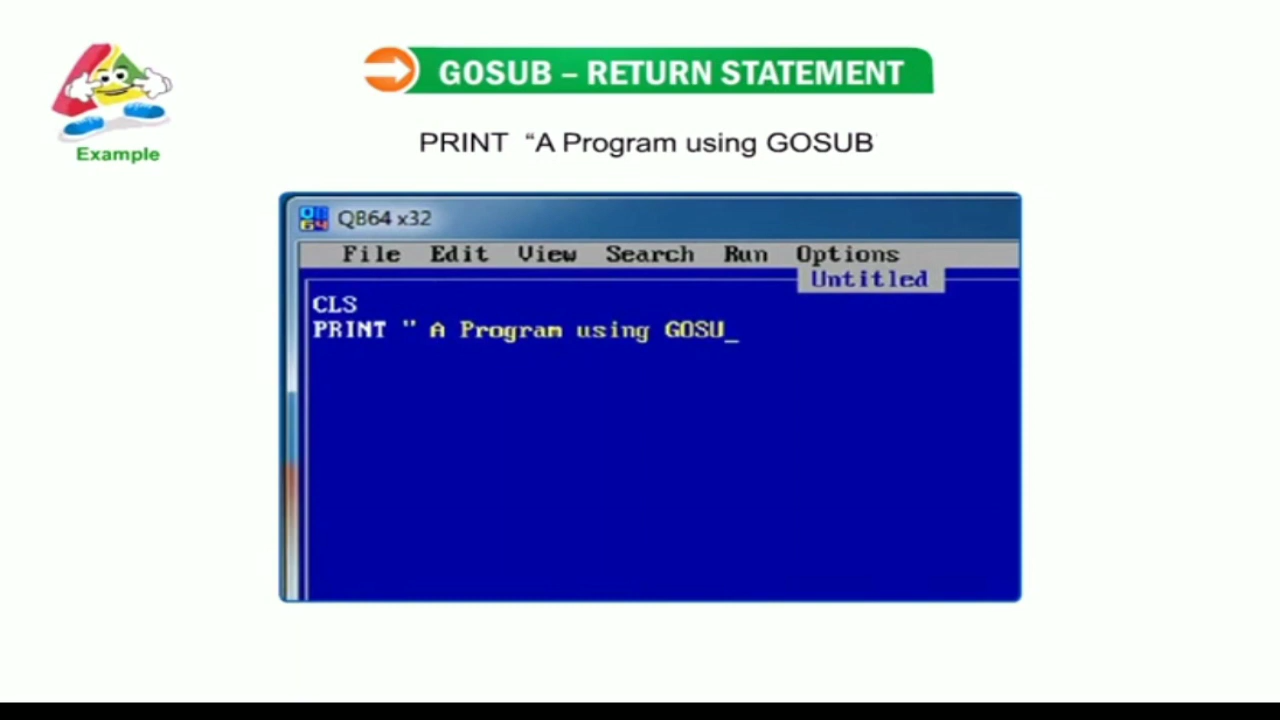 GOSUB – RETURN STATEMENT
Example
PRINT “A Program using GOSUB
QB64 x32
File Edit View Search Run Options
Untitled
CLS
PRINT " A Program using GOSU_